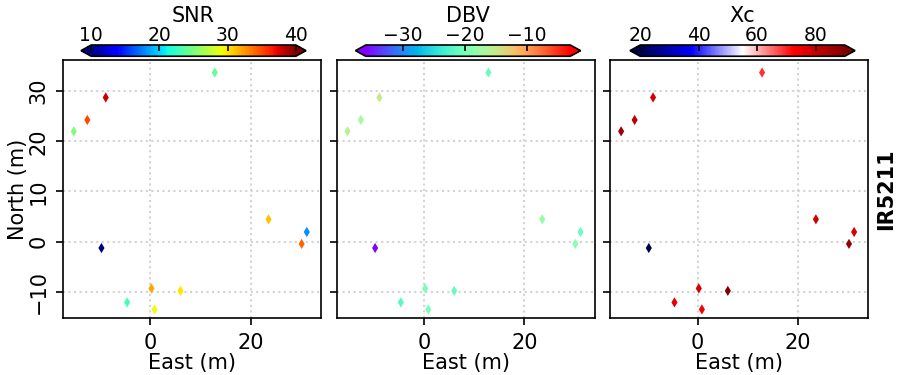 SNR DBV Xc
10 20 30 40 −30 −20 −10 20 40 60 80
North (m)
30
20
10
0
−10
IR5211
0 20 0 20 0 20
East (m) East (m) East (m)